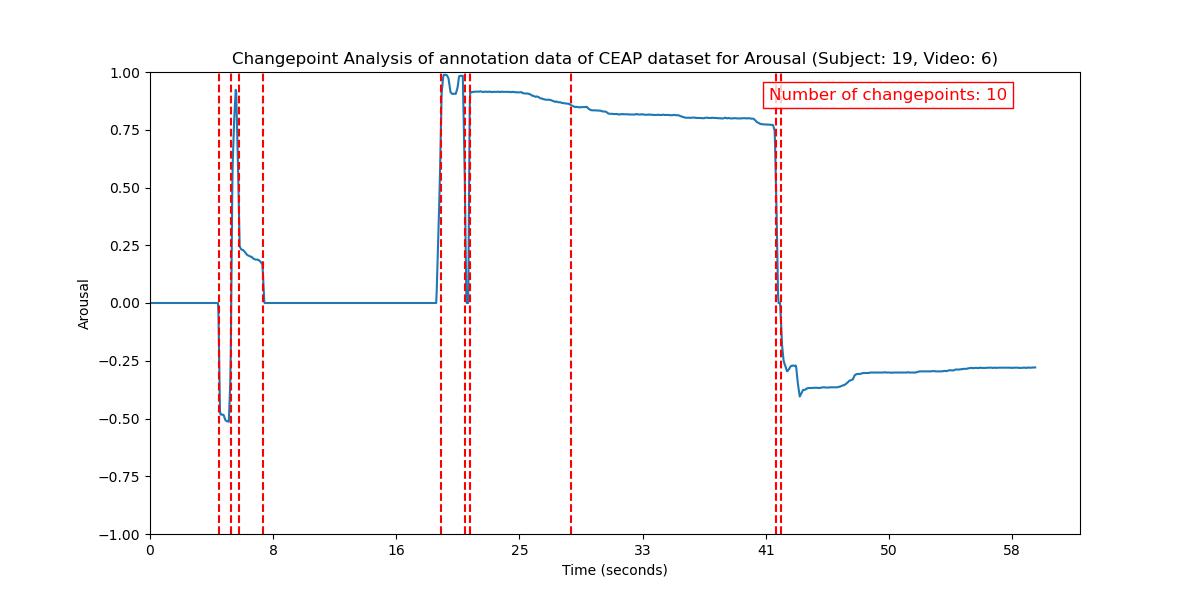 Changepoint Analysis of annotation data of CEAP dataset for Arousal (Subject: 19, Video: 6)
Number of changepoints: 10
1.00
0.75
0.50
0.25
0.00
−0.25
−0.50
−0.75
−1.00
Arousal
0 8 16 25 33 41 50 58
Time (seconds)